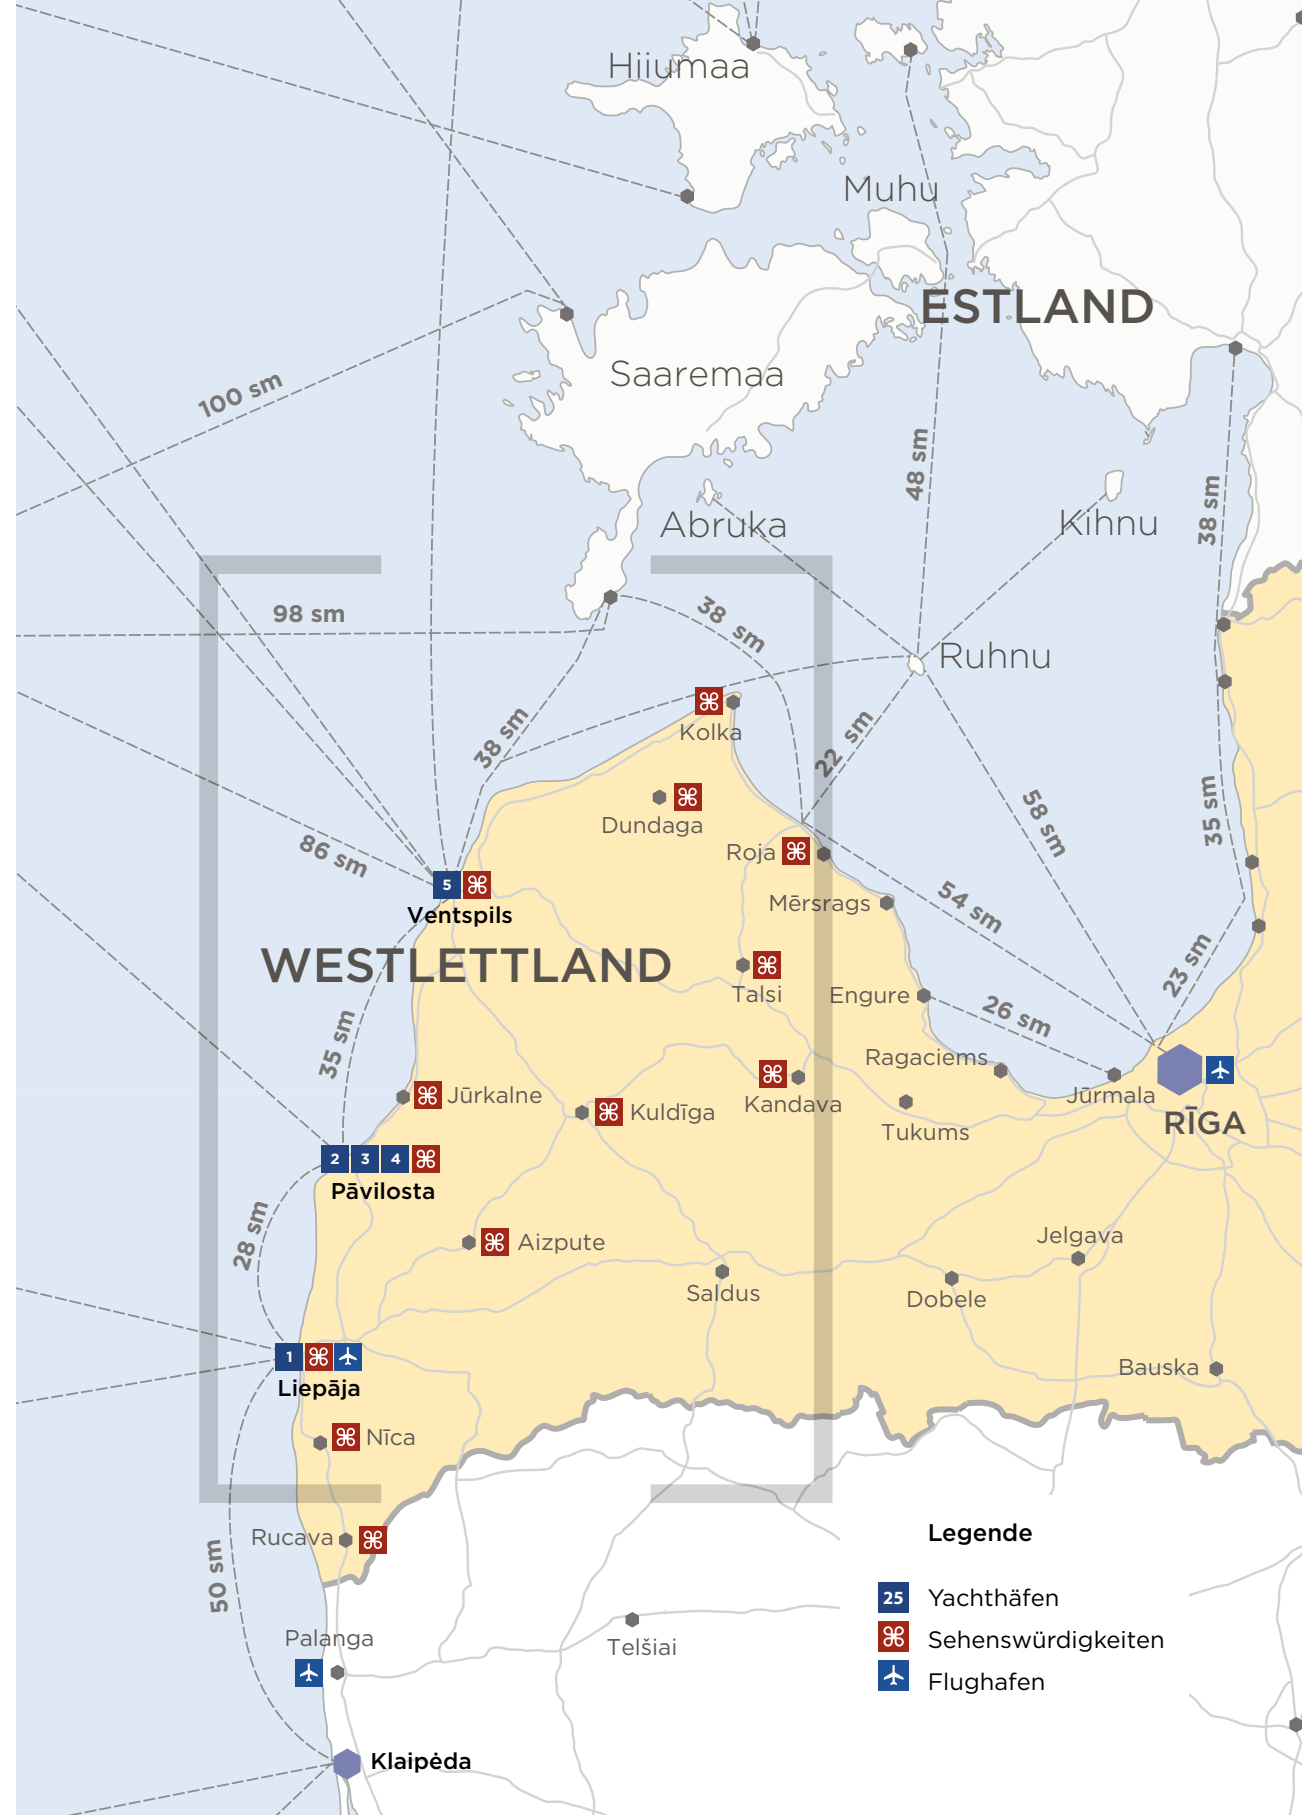 Hiiumaa
Muhu
ESTLAND
Saaremaa
100 sm
48 sm
38 sm
Abruka
Kihnu
98 sm
38 sm
Ruhnu
Kolka
38 sm
22 sm
58 sm
35 sm
Dundaga
86 sm
Roja
5
Ventspils
Mērsrags
54 sm
WESTLETTLAND
23 sm
Talsi
Engure
26 sm
35 sm
Ragaciems
Jūrkalne
Kuldīga
Kandava
Jūrmala
RĪGA
Tukums
2 3 4
Pāvilosta
28 sm
Aizpute
Jelgava
Saldus
Dobele
1
Liepāja
Bauska
Nīca
Rucava
50 sm
Palanga
Telšiai
Klaipėda
Legende
25 Yachthäfen
Sehenswürdigkeiten
Flughafen